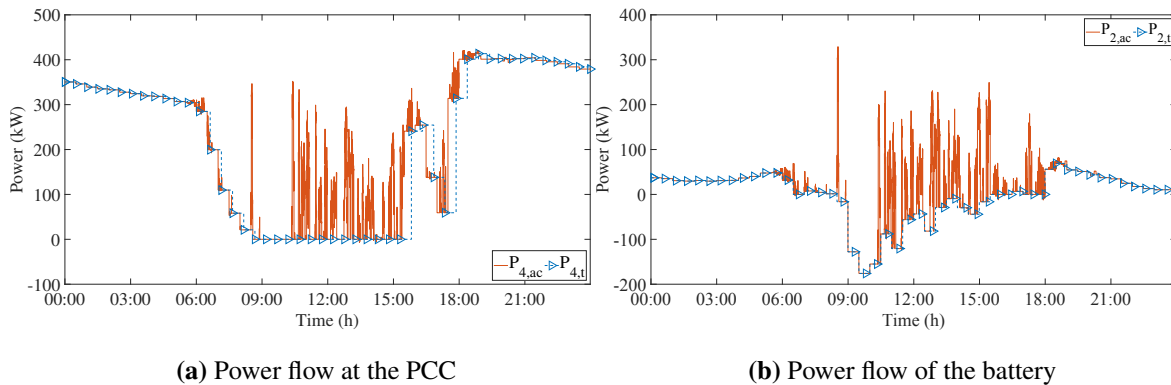 500
400
300
200
100
0
-100
Power (kW)
P4,ac
P4,t
00:00 03:00 06:00 09:00 12:00 15:00 18:00 21:00
Time (h)
(a) Power flow at the PCC
400
300
200
100
0
-100
-200
Power (kW)
P2,ac
P2,t
00:00 03:00 06:00 09:00 12:00 15:00 18:00 21:00
Time (h)
(b) Power flow of the battery